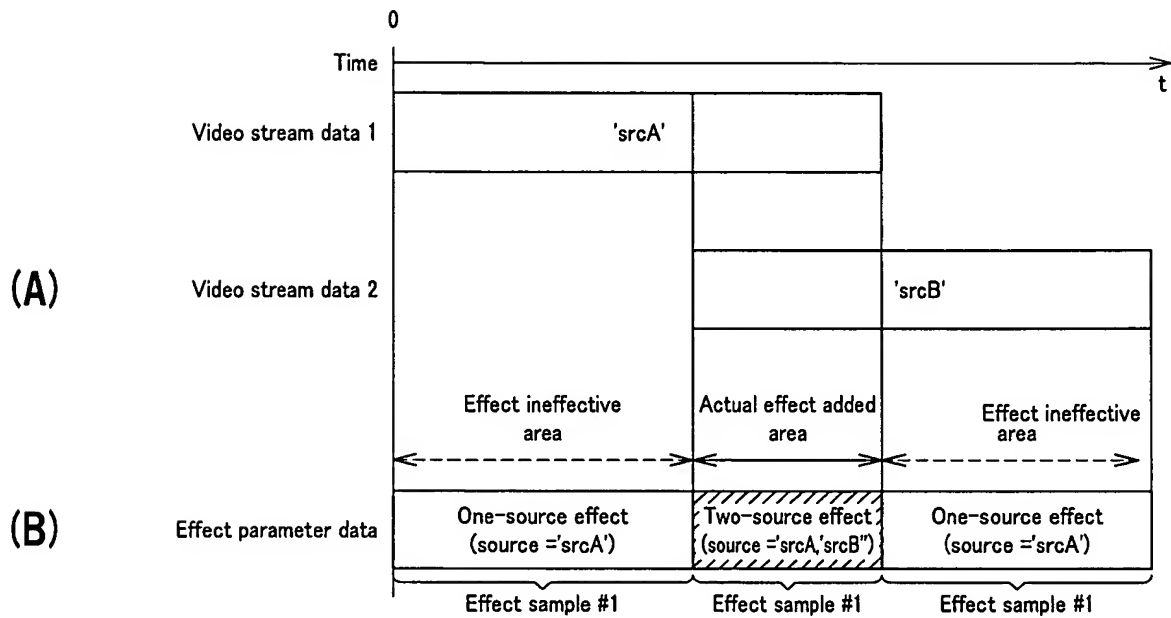 0
Time
t
Video stream data 1
'srcA'
(A)
Video stream data 2
'srcB'
Effect ineffective
area
Actual effect added
area
Effect ineffective
area
(B)
Effect parameter data
One-source effect
(source ='srcA')
Two-source effect
(source ='srcA,'srcB'')
One-source effect
(source ='srcA')
Effect sample #1
Effect sample #1
Effect sample #1